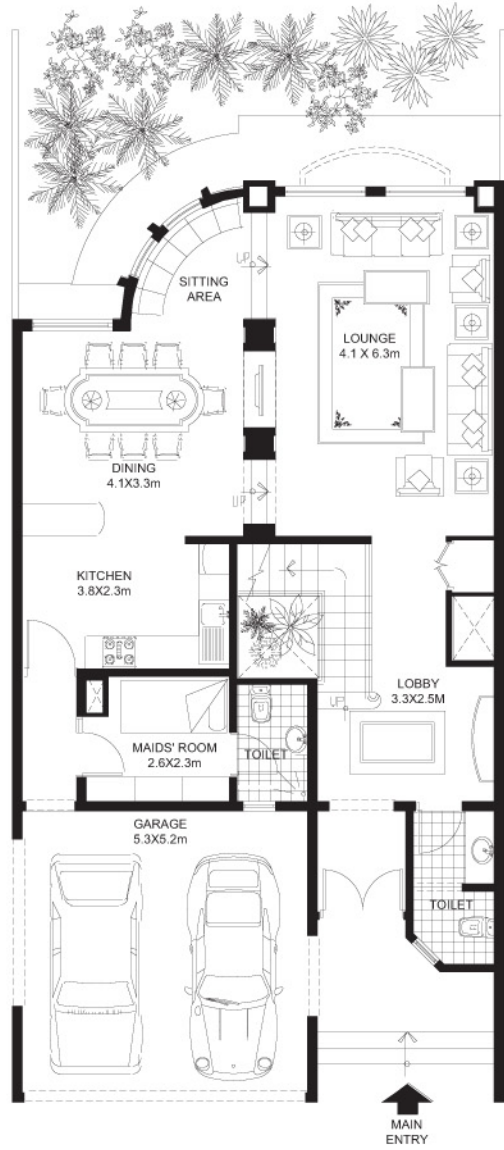 UP
SITTING
AREA
LOUNGE
4.1 X 6.3m
DINING
4.1X3.3m
UP
KITCHEN
3.8X2.3m
LOBBY
3.3X2.5M
UP
MAIDS' ROOM
2.6X2.3m
TOILET
GARAGE
5.3X5.2m
TOILET
MAIN
ENTRY